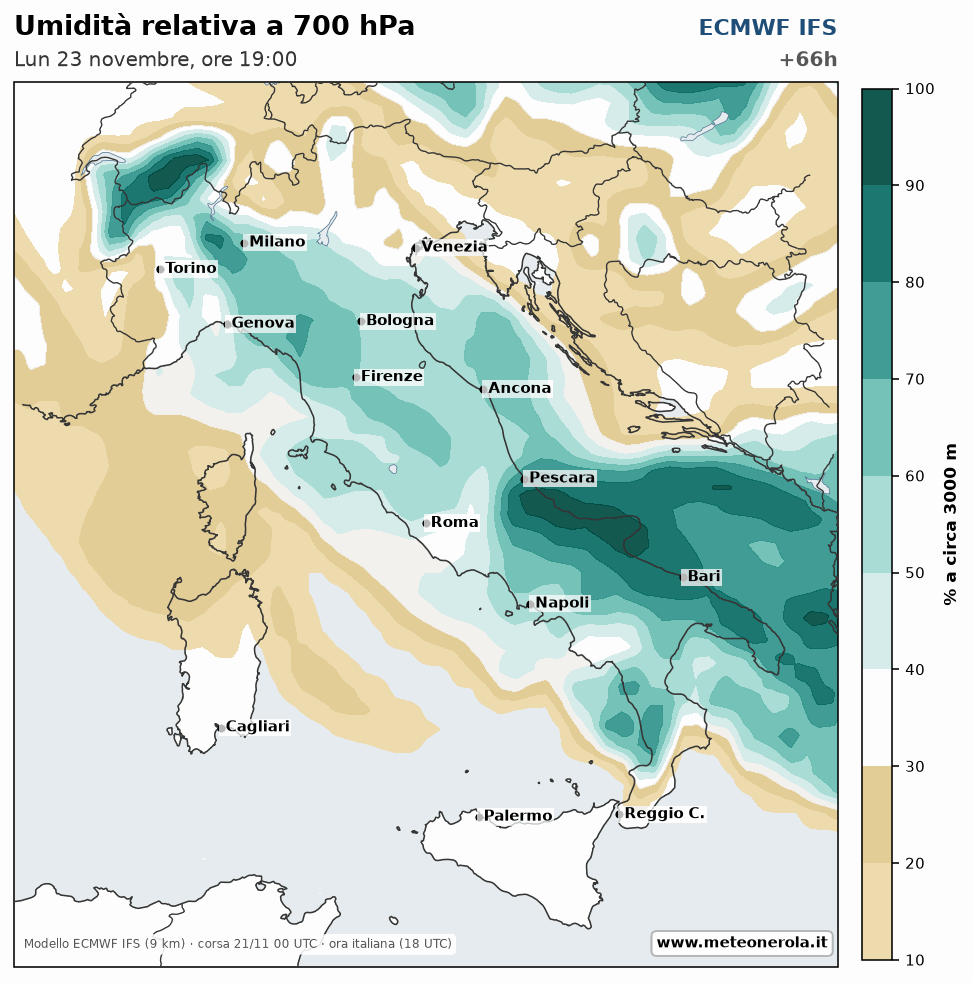 Umidità relativa a 700 hPa
ECMWF IFS
Lun 23 novembre, ore 19:00
+66h
100
90
80
70
60
50
40
30
20
10
% a circa 3000 m
Milano
Venezia
Torino
Genova
Bologna
Firenze
Ancona
Pescara
Roma
Bari
Napoli
Cagliari
Palermo
Reggio C.
Modello ECMWF IFS (9 km) · corsa 21/11 00 UTC · ora italiana (18 UTC)
www.meteonerola.it